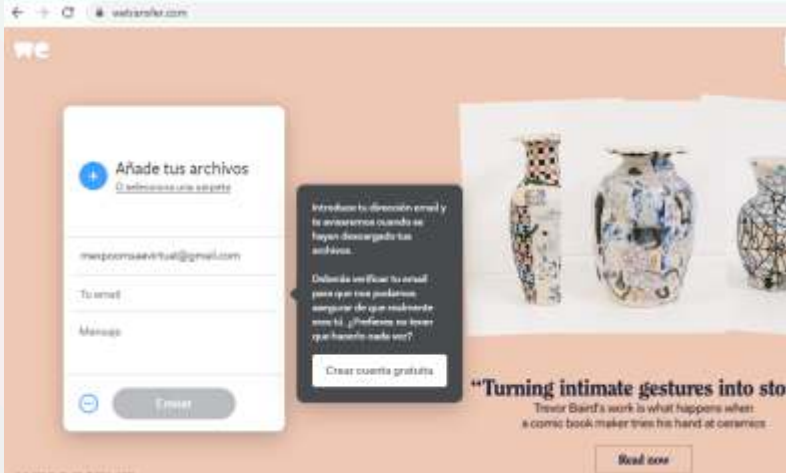 wetransfer.com
we
Añade tus archivos
O selecciona una carpeta
Tu email
Mensaje
Enviar
Introduce tu dirección email y
te avisaremos cuando se
hayan descargado tus
archivos.
Deberás verificar tu email
para que nos podamos
asegurar de que realmente
eres tú. ¿Prefieres no tener
que hacerlo cada vez?
Crear cuenta gratuita
“Turning intimate gestures into sto
Trevor Baird's work is what happens when
a comic book maker tries his hand at ceramics
Read now